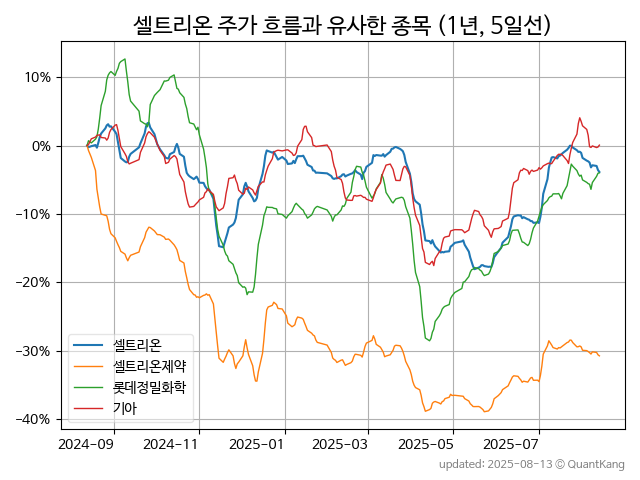 셀트리온 주가 흐름과 유사한 종목 (1년, 5일선)
10%
0%
−10%
−20%
−30%
−40%
셀트리온
셀트리온제약
롯데정밀화학
기아
2024-09
2024-11
2025-01
2025-03
2025-05
2025-07
updated: 2025-08-13 © QuantKang